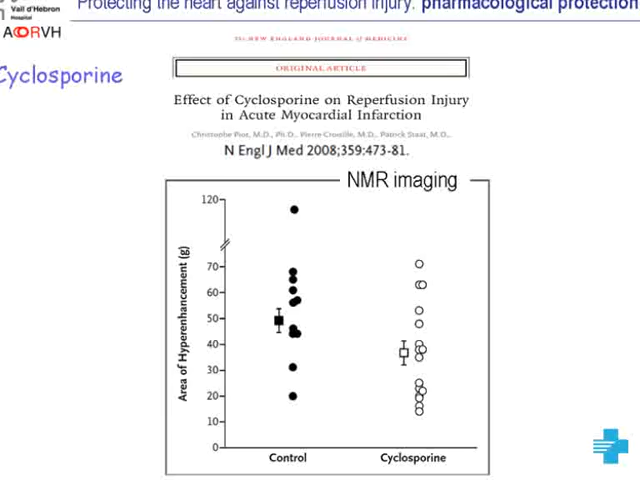 Vall d'Hebron
Hospital
ACORVH
Protecting the heart against reperfusion injury: pharmacological protection
Cyclosporine
The NEW ENGLAND JOURNAL of MEDICINE
ORIGINAL ARTICLE
Effect of Cyclosporine on Reperfusion Injury
in Acute Myocardial Infarction
Christophe Piot, M.D., Ph.D., Pierre Croisille, M.D., Patrick Staat, M.D.,
N Engl J Med 2008;359:473-81.
NMR imaging
Area of Hyperenhancement (g)
120
70
60
50
40
30
20
10
0
Control
Cyclosporine